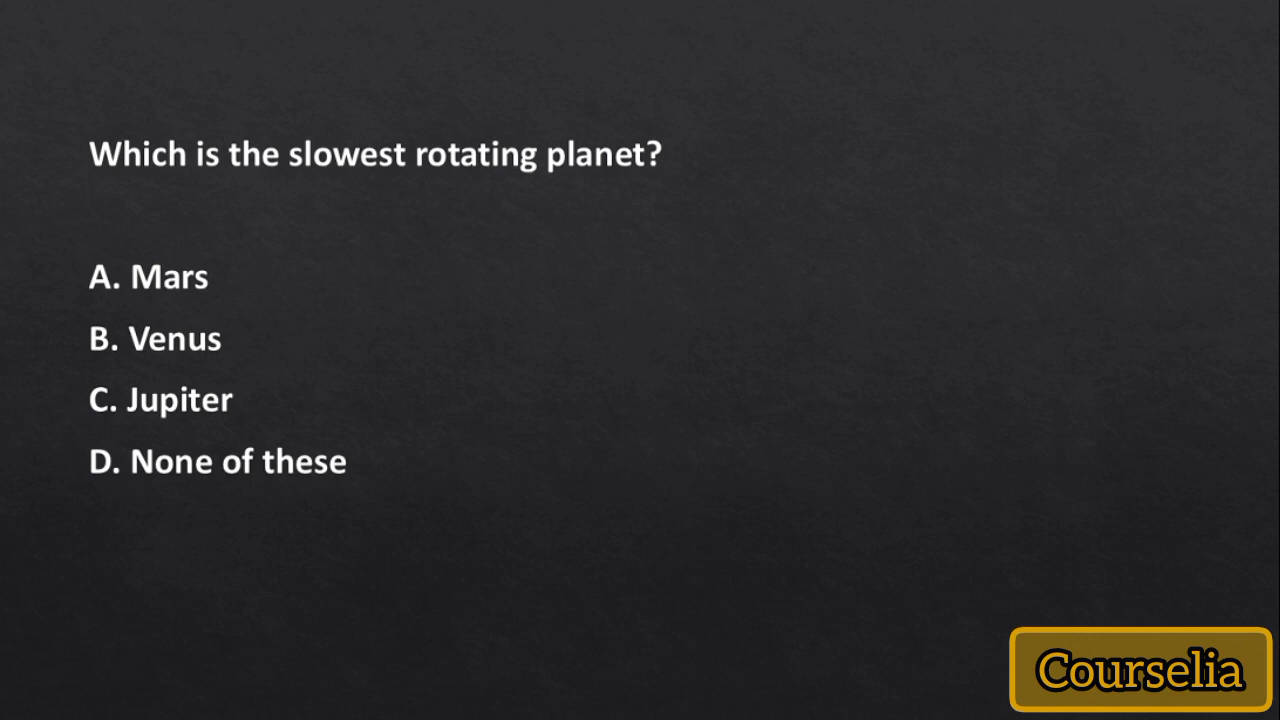 Which is the slowest rotating planet?
A. Mars
B. Venus
C. Jupiter
D. None of these
Courselia